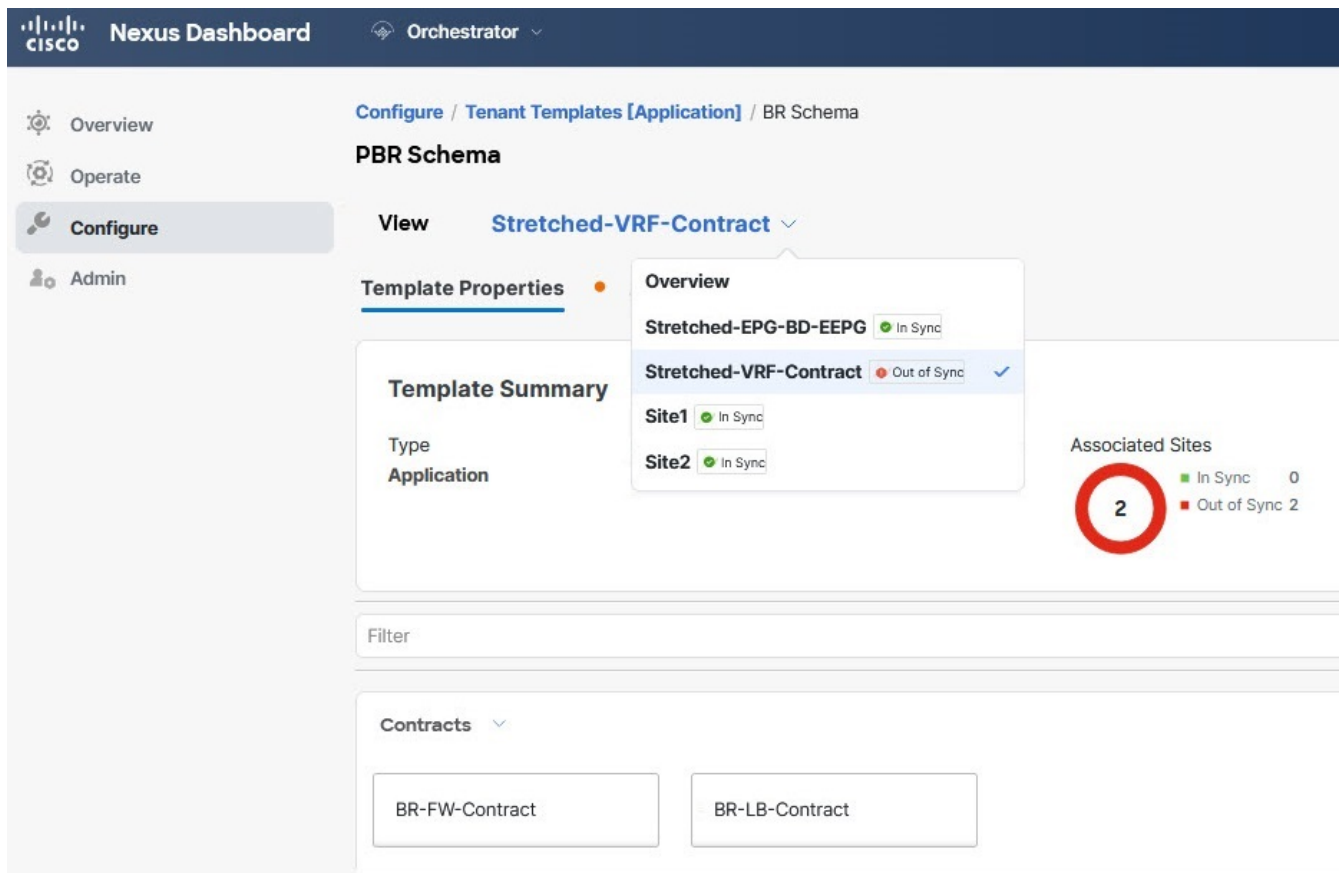 CISCO Nexus Dashboard Orchestrator
Overview
Operate
Configure
Admin
Configure / Tenant Templates [Application] / BR Schema
PBR Schema
View Stretched-VRF-Contract
Template Properties
Overview
Stretched-EPG-BD-EEPG In Sync
Stretched-VRF-Contract Out of Sync
Site1 In Sync
Site2 In Sync
Template Summary
Type
Application
Associated Sites
2
In Sync 0
Out of Sync 2
Filter
Contracts
BR-FW-Contract
BR-LB-Contract